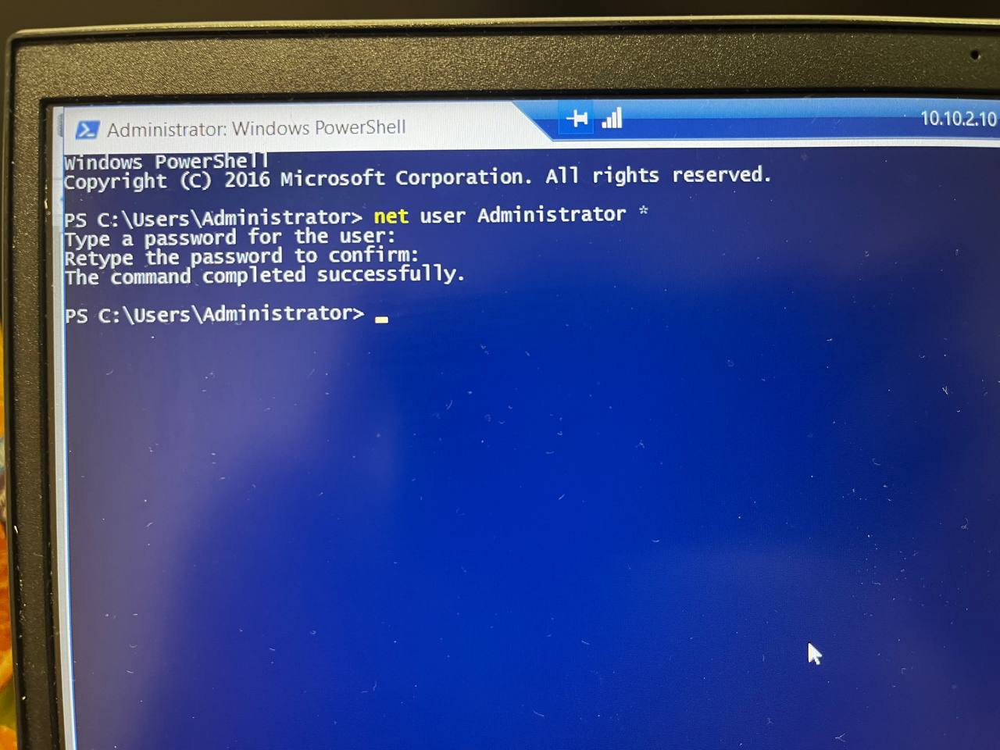 Administrator: Windows PowerShell
10.10.2.10
Windows PowerShell
Copyright (C) 2016 Microsoft Corporation. All rights reserved.
PS C:\Users\Administrator> net user Administrator *
Type a password for the user:
Retype the password to confirm:
The command completed successfully.
PS C:\Users\Administrator>